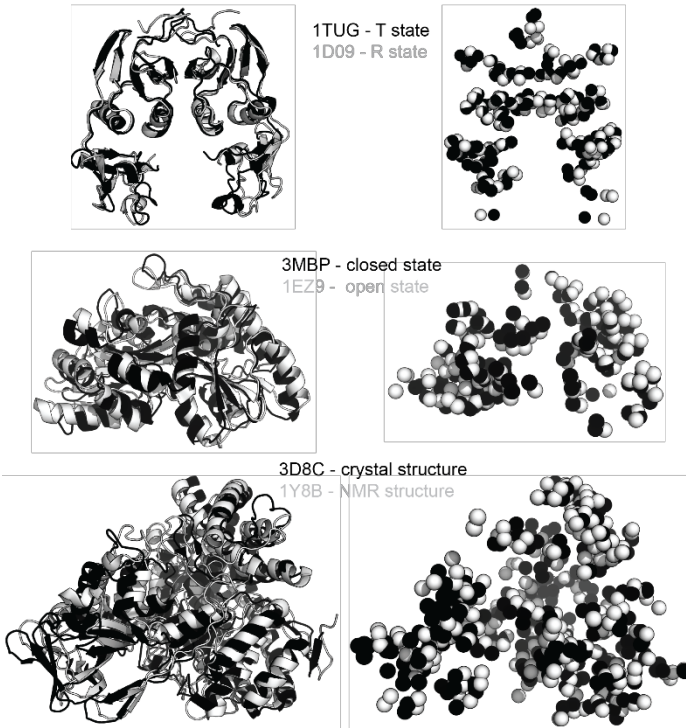 1TUG - T state
1D09 - R state
3MBP - closed state
1EZ9 - open state
3D8C - crystal structure
1Y8B - NMR structure